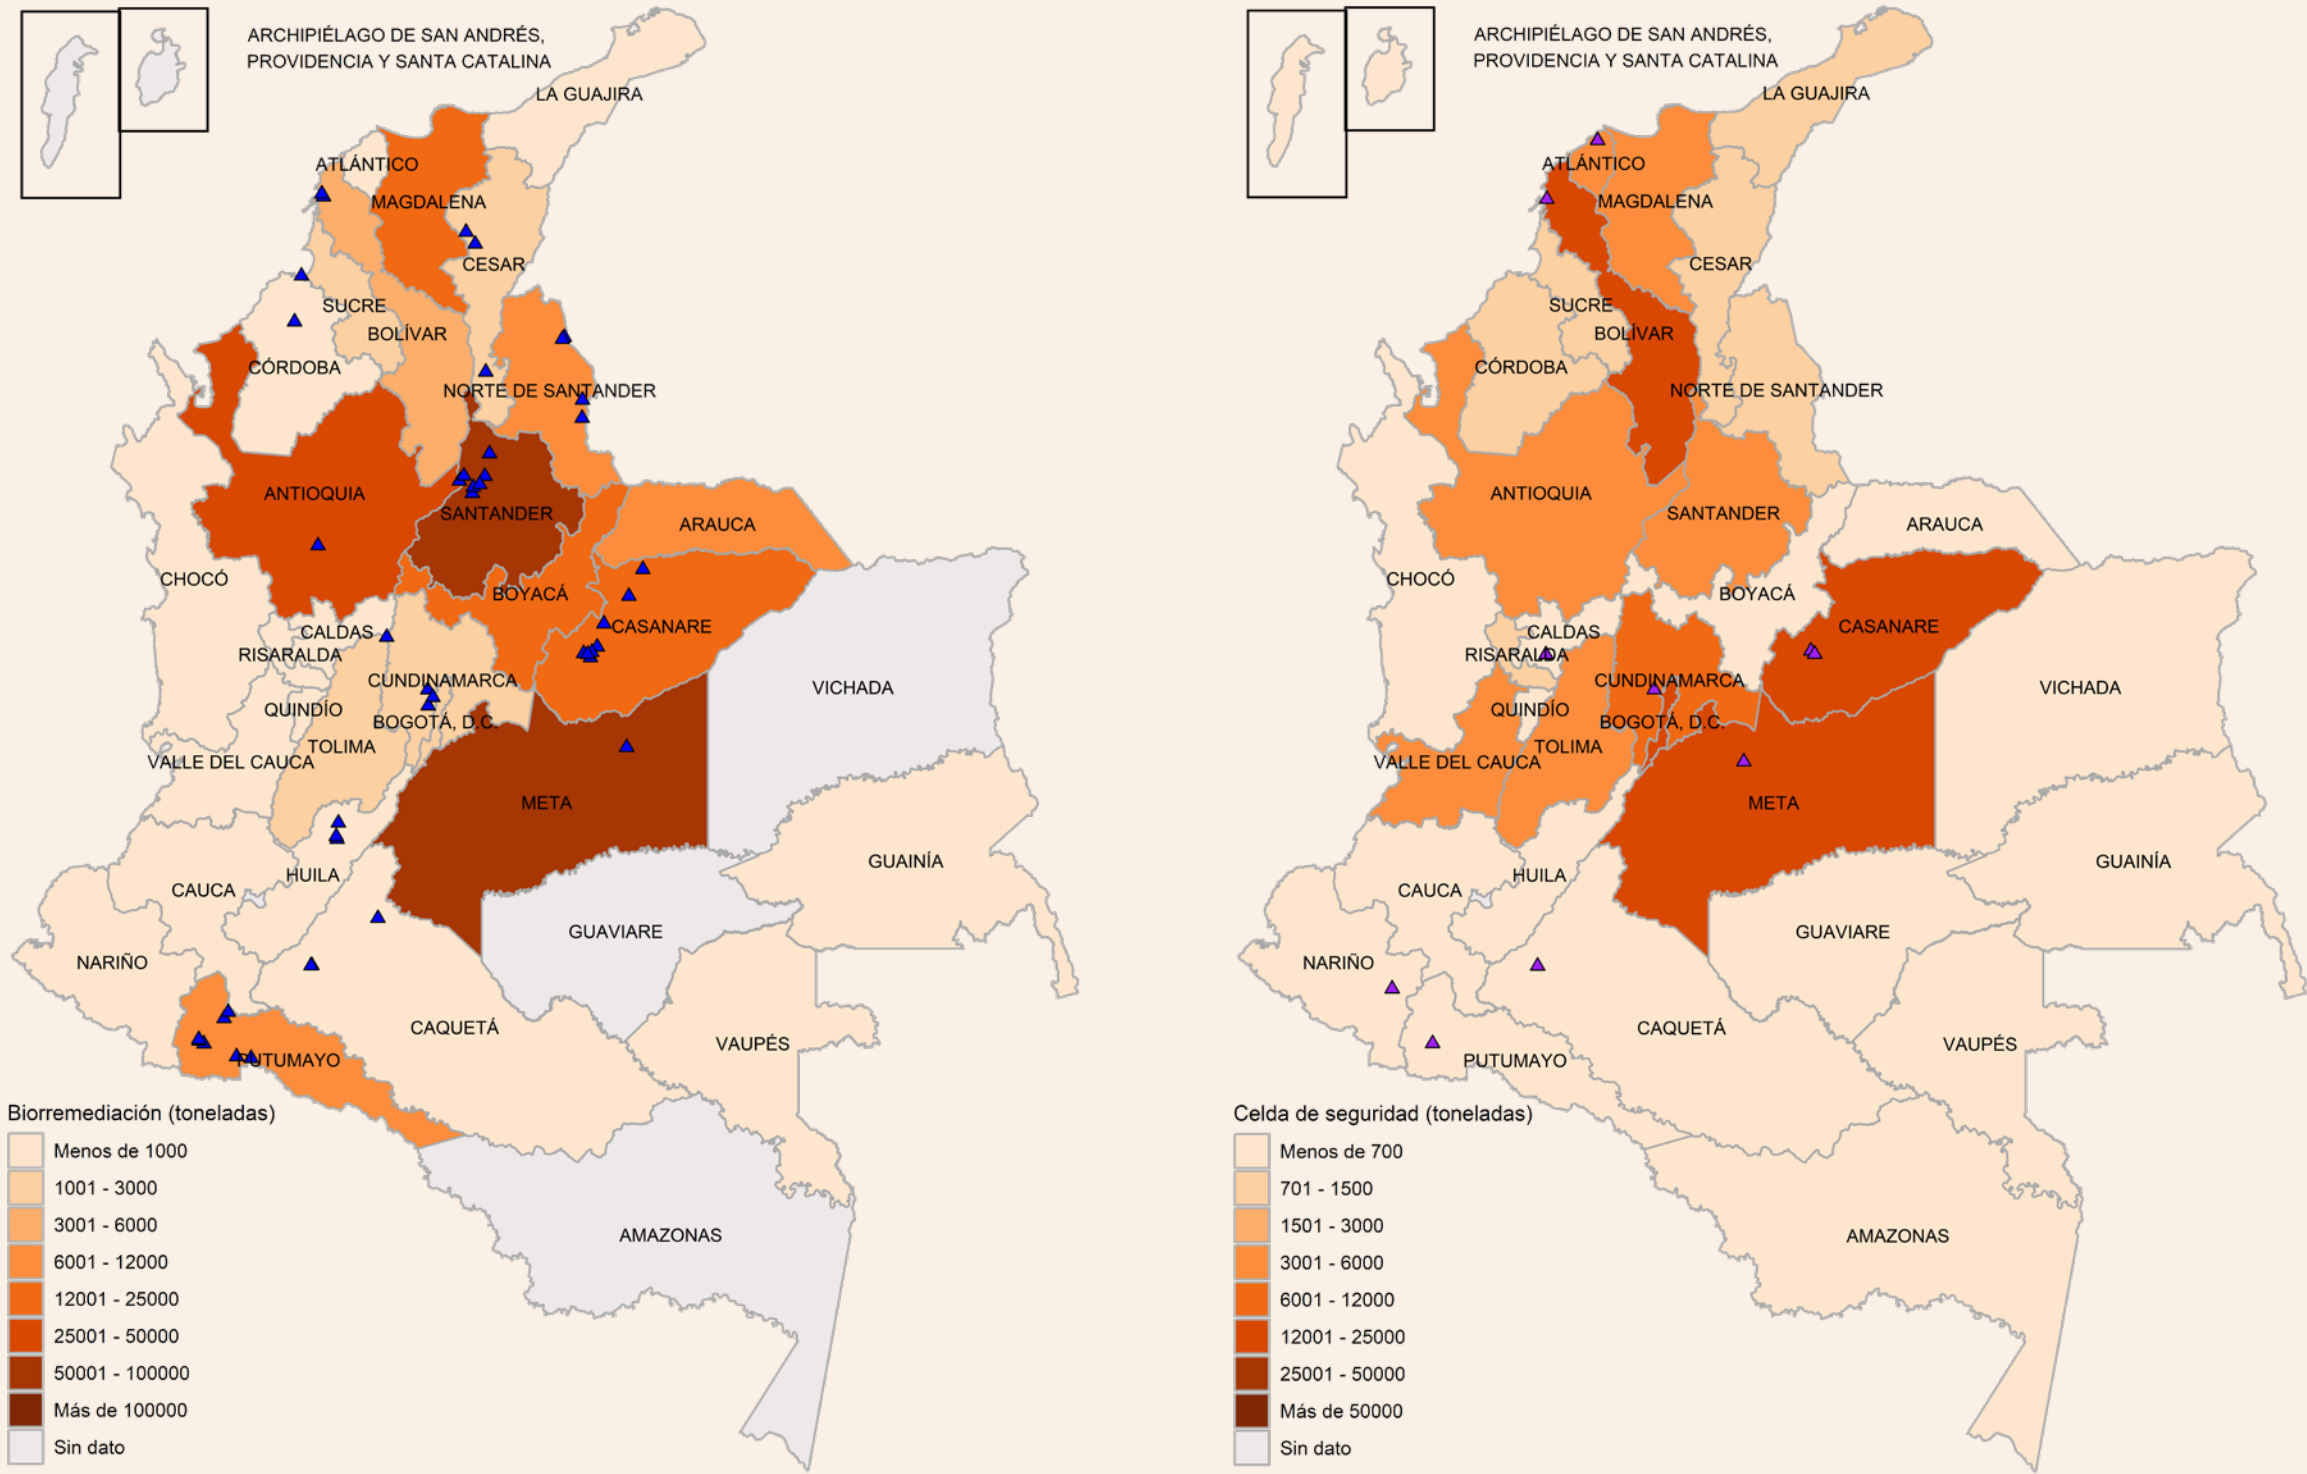 ARCHIPIÉLAGO DE SAN ANDRÉS,
PROVIDENCIA Y SANTA CATALINA
LA GUAJIRA
ATLÁNTICO
MAGDALENA
CESAR
SUCRE
BOLÍVAR
CÓRDOBA
NORTE DE SANTANDER
ANTIOQUIA
SANTANDER
ARAUCA
CHOCÓ
BOYACÁ
CALDAS
CASANARE
RISARALDA
CUNDINAMARCA
VICHADA
QUINDÍO
BOGOTÁ, D.C.
TOLIMA
VALLE DEL CAUCA
META
GUAINÍA
HUILA
CAUCA
GUAVIARE
NARIÑO
CAQUETÁ
VAUPÉS
PUTUMAYO
AMAZONAS
Biorremediación (toneladas)
Menos de 1000
1001 - 3000
3001 - 6000
6001 - 12000
12001 - 25000
25001 - 50000
50001 - 100000
Más de 100000
Sin dato
ARCHIPIÉLAGO DE SAN ANDRÉS,
PROVIDENCIA Y SANTA CATALINA
LA GUAJIRA
ATLÁNTICO
MAGDALENA
CESAR
SUCRE
BOLÍVAR
CÓRDOBA
NORTE DE SANTANDER
ANTIOQUIA
SANTANDER
ARAUCA
CHOCÓ
BOYACÁ
CALDAS
CASANARE
RISARALDA
CUNDINAMARCA
VICHADA
QUINDÍO
BOGOTÁ, D.C.
TOLIMA
VALLE DEL CAUCA
META
GUAINÍA
HUILA
CAUCA
GUAVIARE
NARIÑO
CAQUETÁ
VAUPÉS
PUTUMAYO
AMAZONAS
Celda de seguridad (toneladas)
Menos de 700
701 - 1500
1501 - 3000
3001 - 6000
6001 - 12000
12001 - 25000
25001 - 50000
Más de 50000
Sin dato